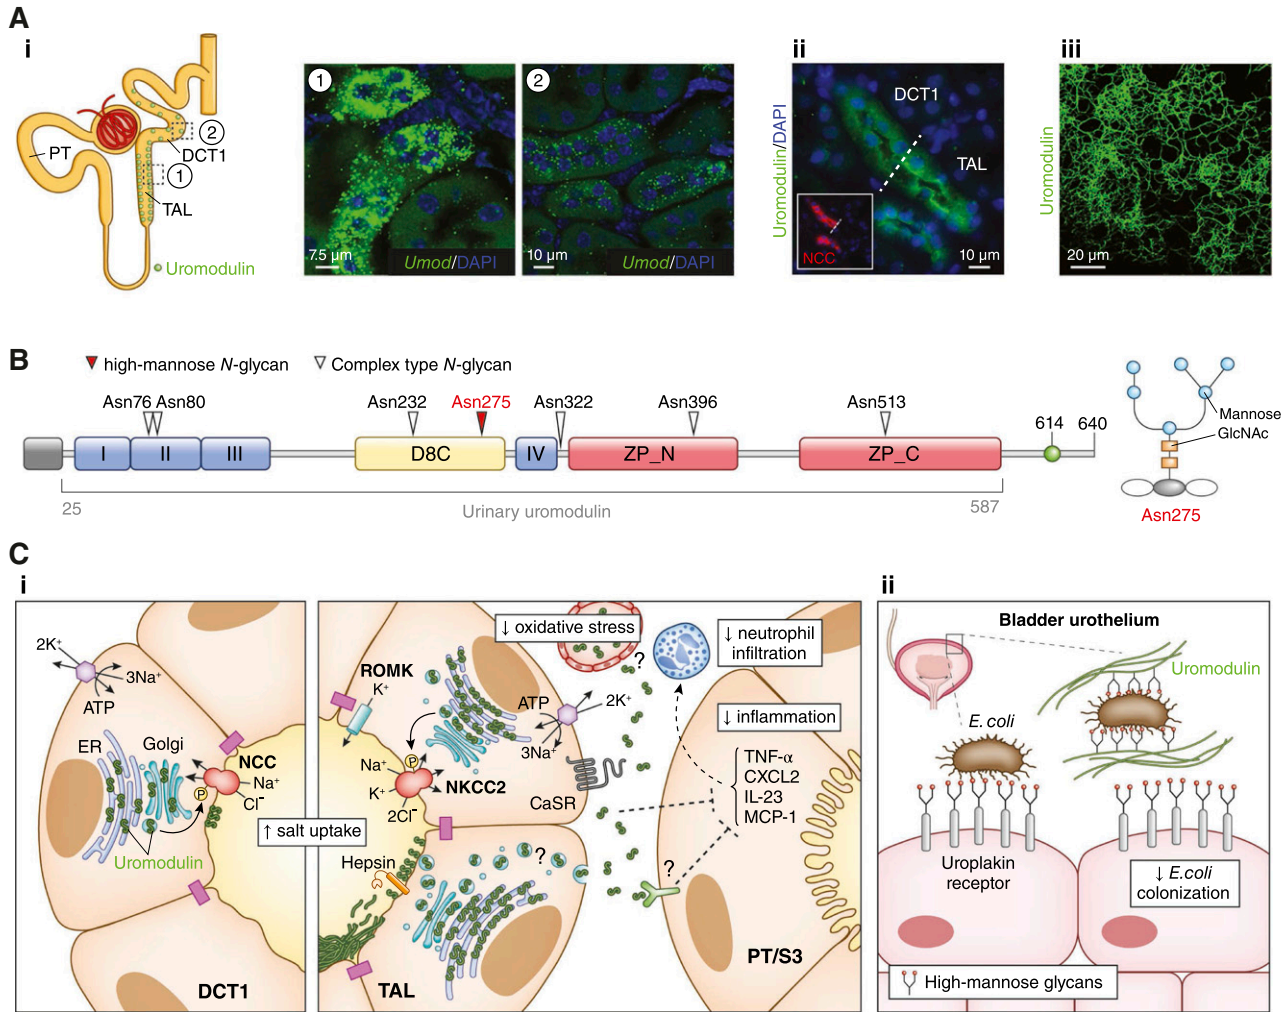 A
i
PT
2
DCT1
1
TAL
Uromodulin
1
7.5 µm
Umod/DAPI
2
10 µm
Umod/DAPI
ii
Uromodulin/DAPI
DCT1
TAL
NCC
10 µm
iii
Uromodulin
20 µm
B
high-mannose N-glycan
Complex type N-glycan
Asn76 Asn80
Asn232
Asn275
Asn322
Asn396
Asn513
614
640
I
II
III
D8C
IV
ZP_N
ZP_C
25
Urinary uromodulin
587
Mannose
GlcNAc
Asn275
C
i
2K+
3Na+
ATP
ER
Golgi
NCC
Na+
Cl−
P
Uromodulin
↑ salt uptake
DCT1
ROMK
K+
Na+
P
K+
2Cl−
NKCC2
ATP
2K+
3Na+
CaSR
Hepsin
?
TAL
↓ oxidative stress
?
↓ neutrophil
infiltration
↓ inflammation
TNF-α
CXCL2
IL-23
MCP-1
?
PT/S3
ii
Bladder urothelium
Uromodulin
E.coli
Uroplakin
receptor
↓ E.coli
colonization
High-mannose glycans